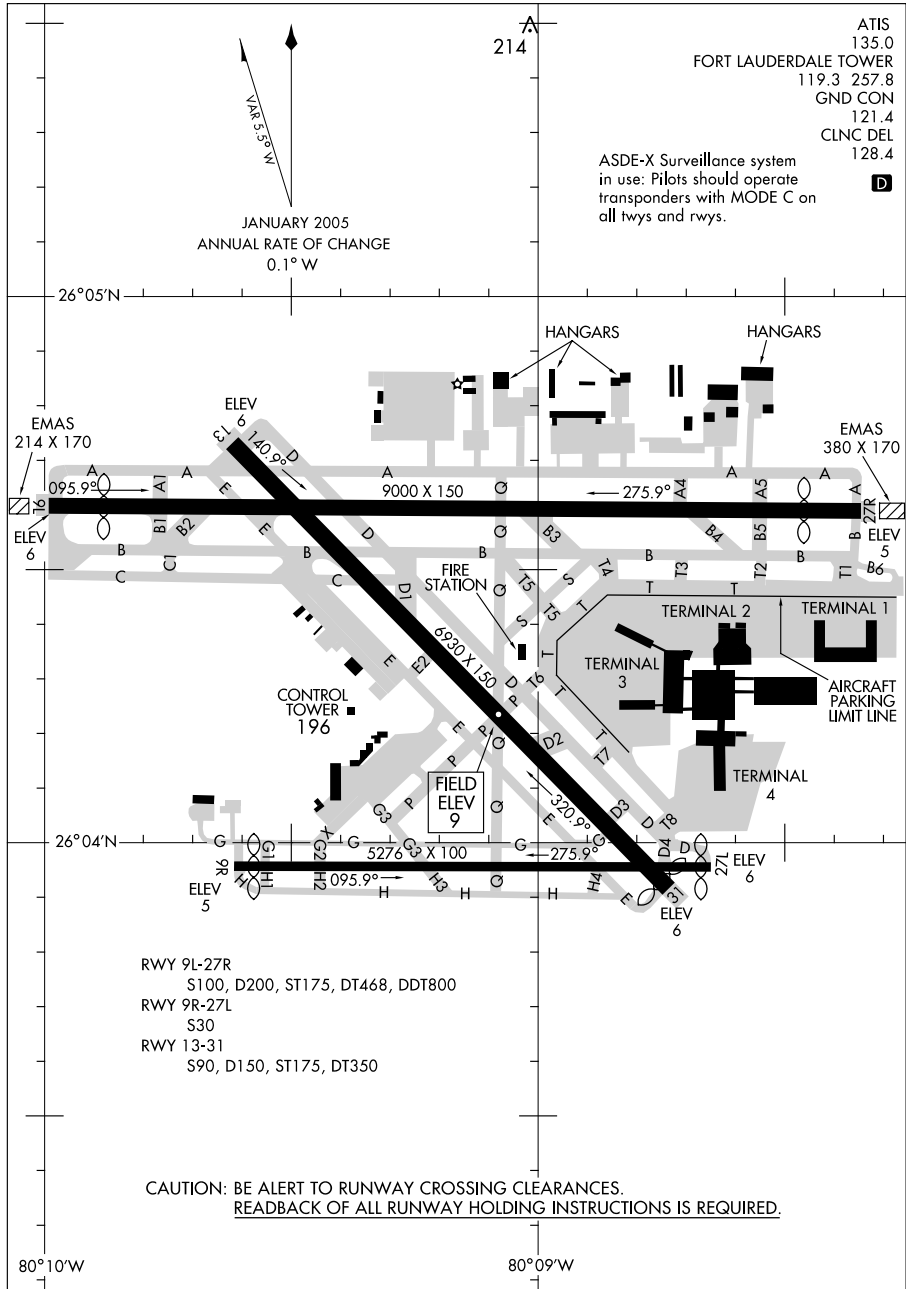 214
ATIS
135.0
FORT LAUDERDALE TOWER
119.3 257.8
GND CON
121.4
CLNC DEL
128.4
D
ASDE-X Surveillance system
in use: Pilots should operate
transponders with MODE C on
all twys and rwys.
VAR 5.5° W
JANUARY 2005
ANNUAL RATE OF CHANGE
0.1° W
26°05'N
HANGARS
HANGARS
ELEV
6
EMAS
214 X 170
EMAS
380 X 170
13
140.9°
D
A
A1
A
E
A
Q
A4
A
A5
A
A
095.9°
9000 X 150
275.9°
9L
27R
ELEV
6
ELEV
5
B1
B2
E
D
Q
B3
B4
B5
B
B
C1
B
B
B
B
B6
C
C
D1
FIRE
STATION
Q
T5
S
T4
T3
T2
T1
T
T
T
T5
S
T
TERMINAL 2
TERMINAL 1
6930 X 150
E
E2
TERMINAL
3
D
T6
P
T
AIRCRAFT
PARKING
LIMIT LINE
CONTROL
TOWER
196
E
P
Q
D2
T
T7
TERMINAL
4
FIELD
ELEV
9
P
P
G3
Q
320.9°
E
D3
D
T8
26°04'N
G
G1
G2
X
G
G3
G
G
D4
D
5276 X 100
275.9°
9R
27L
ELEV
6
ELEV
5
H
H1
H2
095.9°
H3
Q
H4
H
H
E
31
ELEV
6
RWY 9L-27R
S100, D200, ST175, DT468, DDT800
RWY 9R-27L
S30
RWY 13-31
S90, D150, ST175, DT350
CAUTION: BE ALERT TO RUNWAY CROSSING CLEARANCES.
READBACK OF ALL RUNWAY HOLDING INSTRUCTIONS IS REQUIRED.
80°10'W
80°09'W